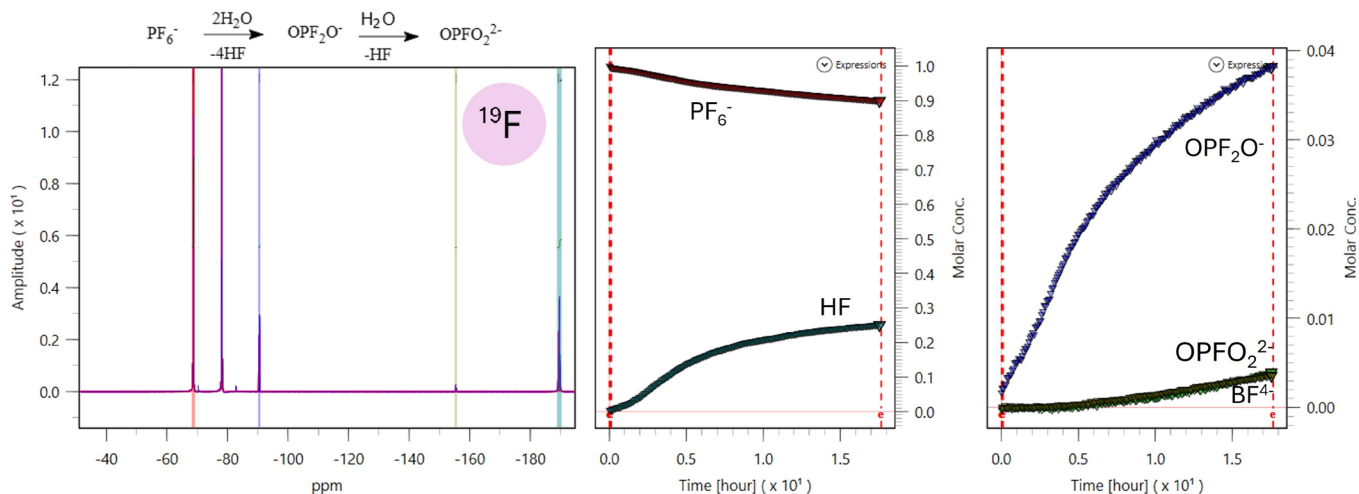 PF₆⁻ 2H₂O -4HF OPF₂O⁻ H₂O -HF OPFO₂²⁻
¹⁹F
Amplitude ( x 10¹ )
1.2
1.0
0.8
0.6
0.4
0.2
0.0
-40 -60 -80 -100 -120 -140 -160 -180
ppm
Expressions
PF₆⁻
HF
e e
1.0
0.9
0.8
0.7
0.6
0.5
0.4
0.3
0.2
0.1
0.0
Molar Conc.
0.0 0.5 1.0 1.5
Time [hour] ( x 10¹ )
Expressions
OPF₂O⁻
OPFO₂²⁻
BF⁴⁻
e e
0.04
0.03
0.02
0.01
0.00
Molar Conc.
0.0 0.5 1.0 1.5
Time [hour] ( x 10¹ )